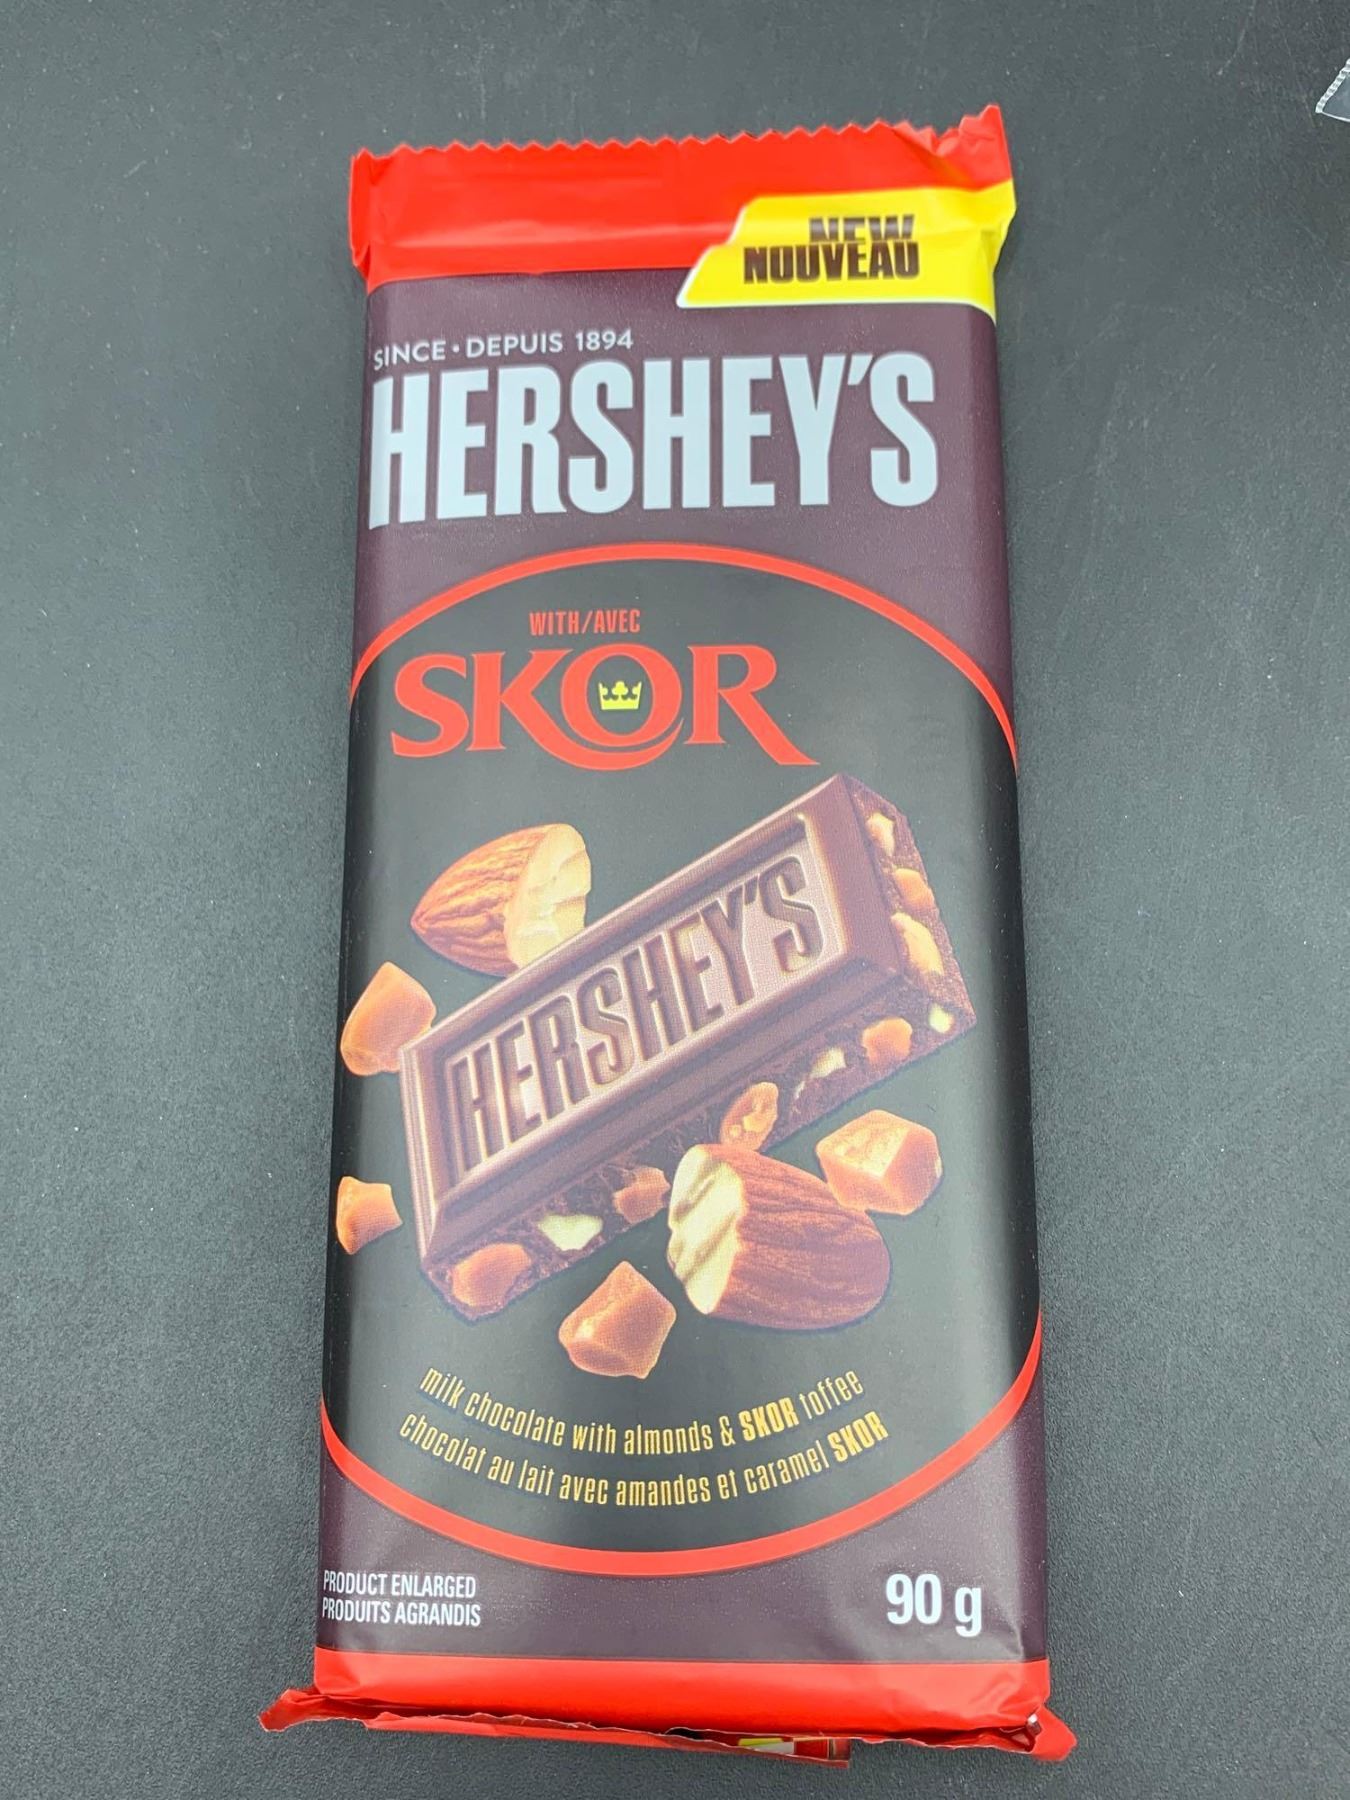 NEW
NOUVEAU
SINCE • DEPUIS 1894
HERSHEY'S
WITH/AVEC
SKOR
HERSHEY'S
milk chocolate with almonds & SKOR toffee
chocolat au lait avec amandes et caramel SKOR
PRODUCT ENLARGED
PRODUITS AGRANDIS
90 g